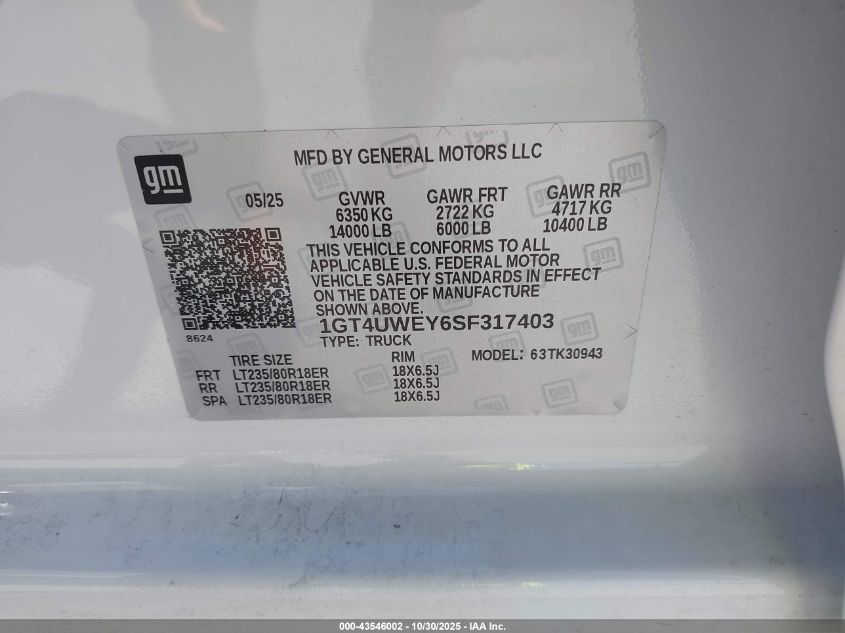 gm
MFD BY GENERAL MOTORS LLC
05/25 GVWR GAWR FRT GAWR RR
6350 KG 2722 KG 4717 KG
14000 LB 6000 LB 10400 LB
THIS VEHICLE CONFORMS TO ALL
APPLICABLE U.S. FEDERAL MOTOR
VEHICLE SAFETY STANDARDS IN EFFECT
ON THE DATE OF MANUFACTURE
SHOWN ABOVE.
1GT4UWEY6SF317403
8624
TYPE: TRUCK
TIRE SIZE RIM MODEL: 63TK30943
FRT LT235/80R18ER 18X6.5J
RR LT235/80R18ER 18X6.5J
SPA LT235/80R18ER 18X6.5J
000-43546002 - 10/30/2025 - IAA Inc.